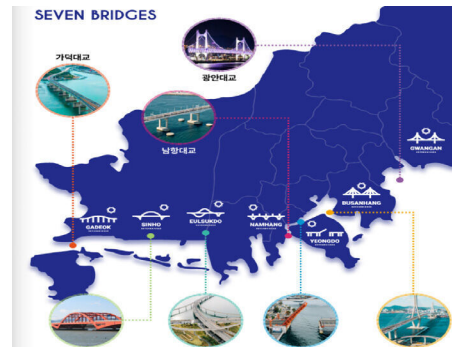 SEVEN BRIDGES
가덕대교
광안대교
남항대교
GWANGAN
BUSANHANG
GADEOK
SINHO
EULSUKDO
NAMHANG
YEONGDO